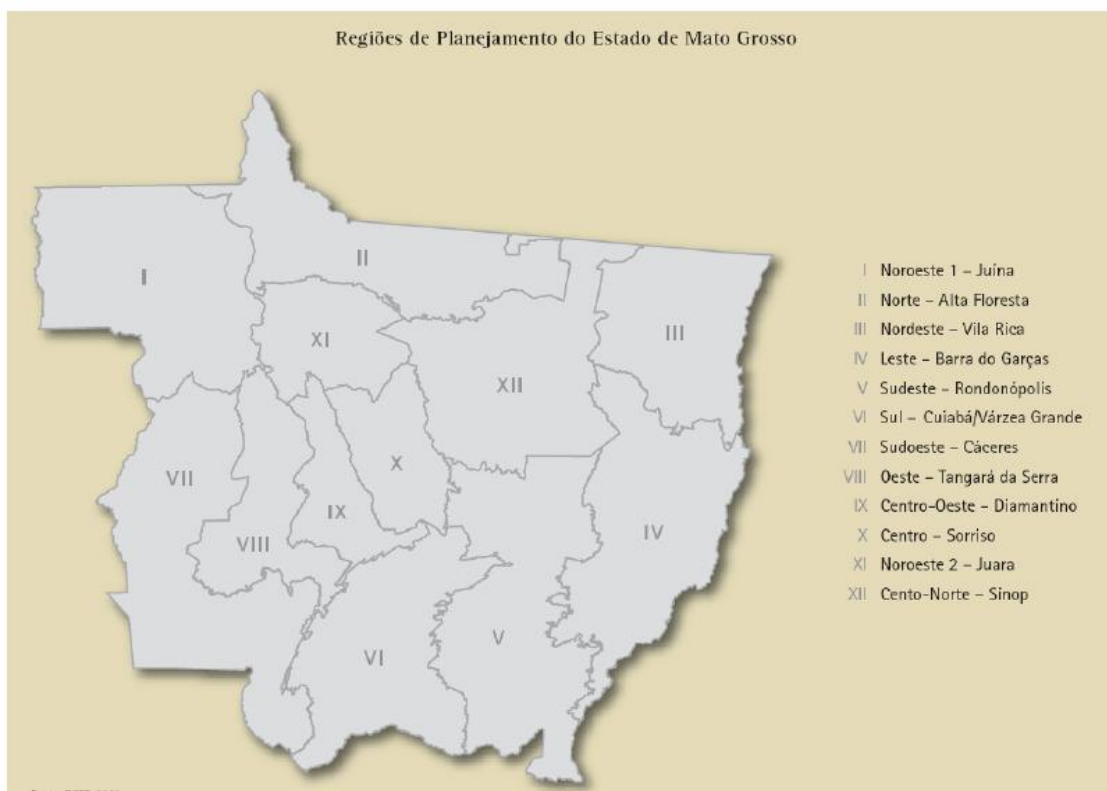 Regiões de Planejamento do Estado de Mato Grosso
I
II
III
XI
XII
VII
X
IX
VIII
IV
V
VI
I Noroeste 1 – Juína
II Norte – Alta Floresta
III Nordeste – Vila Rica
IV Leste – Barra do Garças
V Sudeste – Rondonópolis
VI Sul – Cuiabá/Várzea Grande
VII Sudoeste – Cáceres
VIII Oeste – Tangará da Serra
IX Centro-Oeste – Diamantino
X Centro – Sorriso
XI Noroeste 2 – Juara
XII Cento-Norte – Sinop